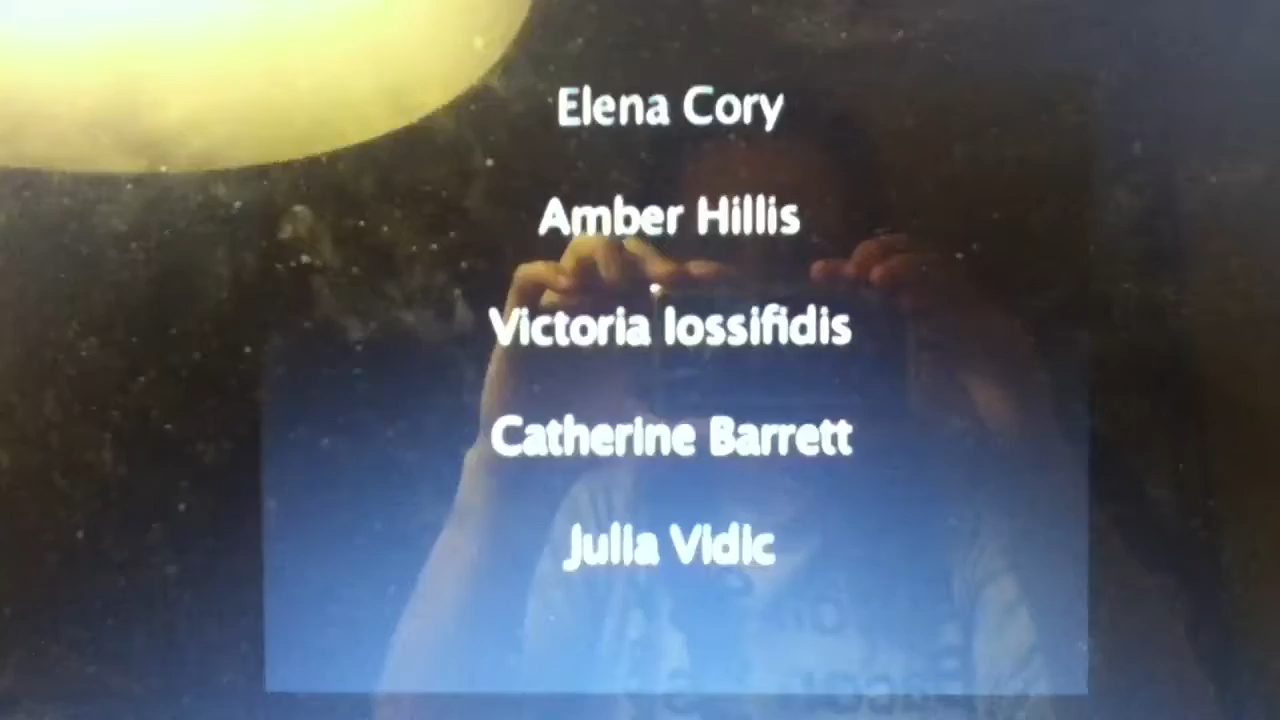 Elena Cory
Amber Hillis
Victoria Iossifidis
Catherine Barrett
Julia Vidic